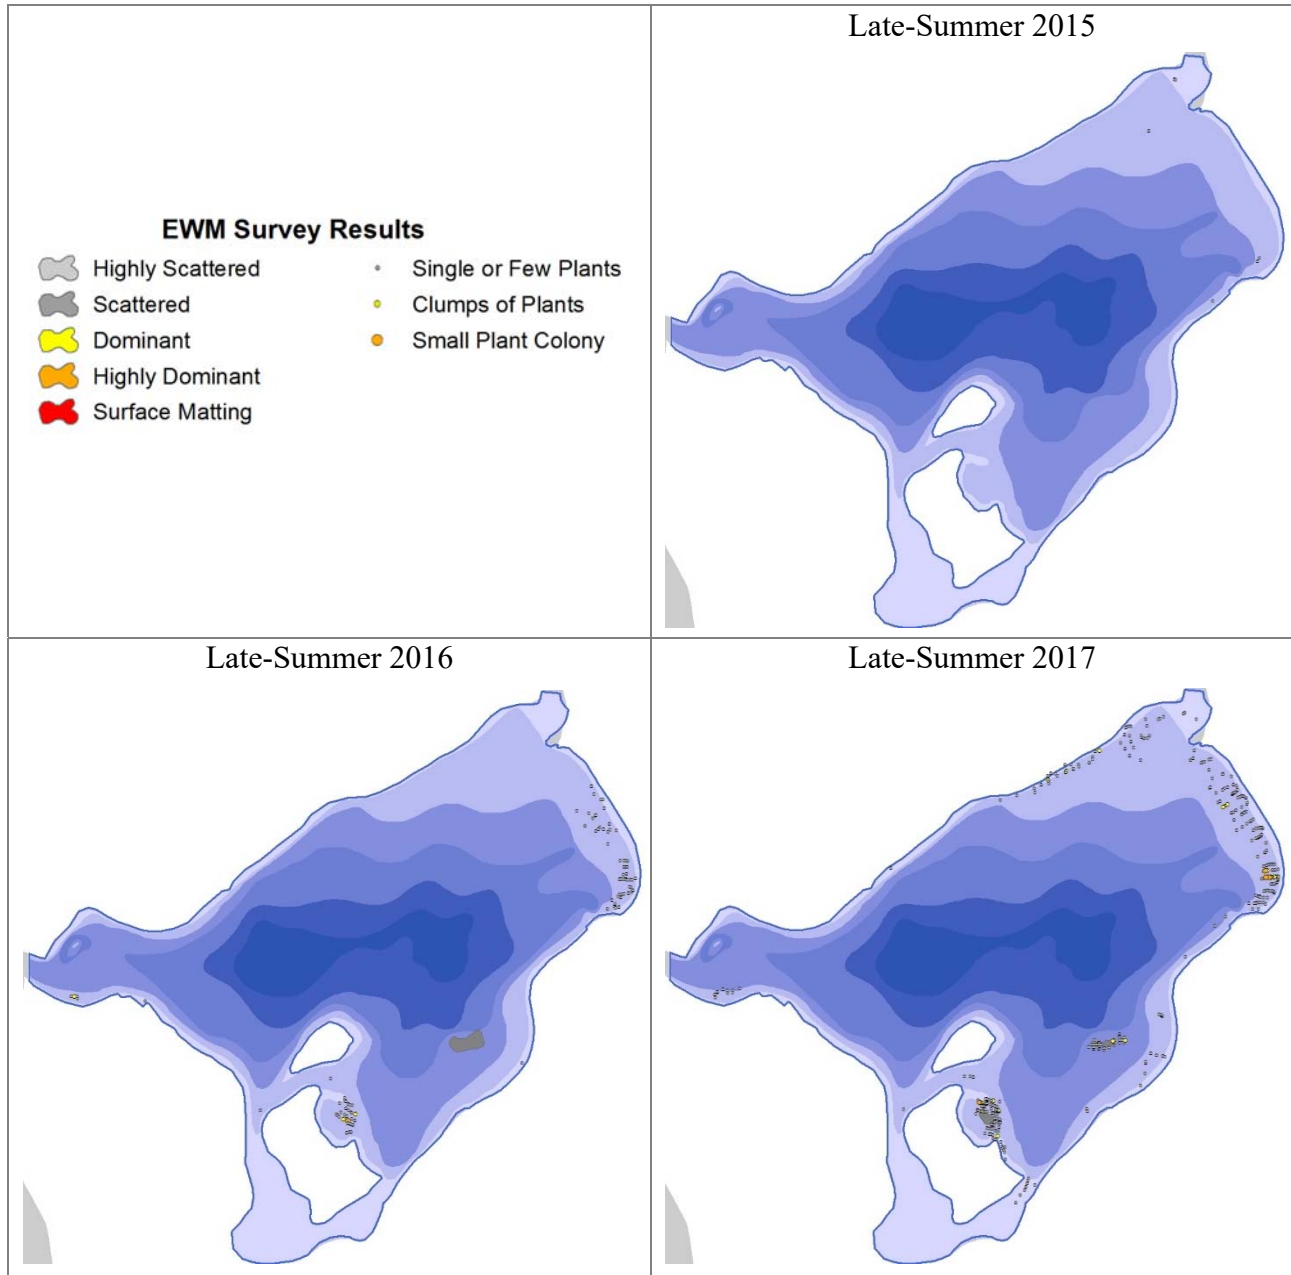 Late-Summer 2015
EWM Survey Results
Highly Scattered
Single or Few Plants
Scattered
Clumps of Plants
Dominant
Small Plant Colony
Highly Dominant
Surface Matting
Late-Summer 2016
Late-Summer 2017